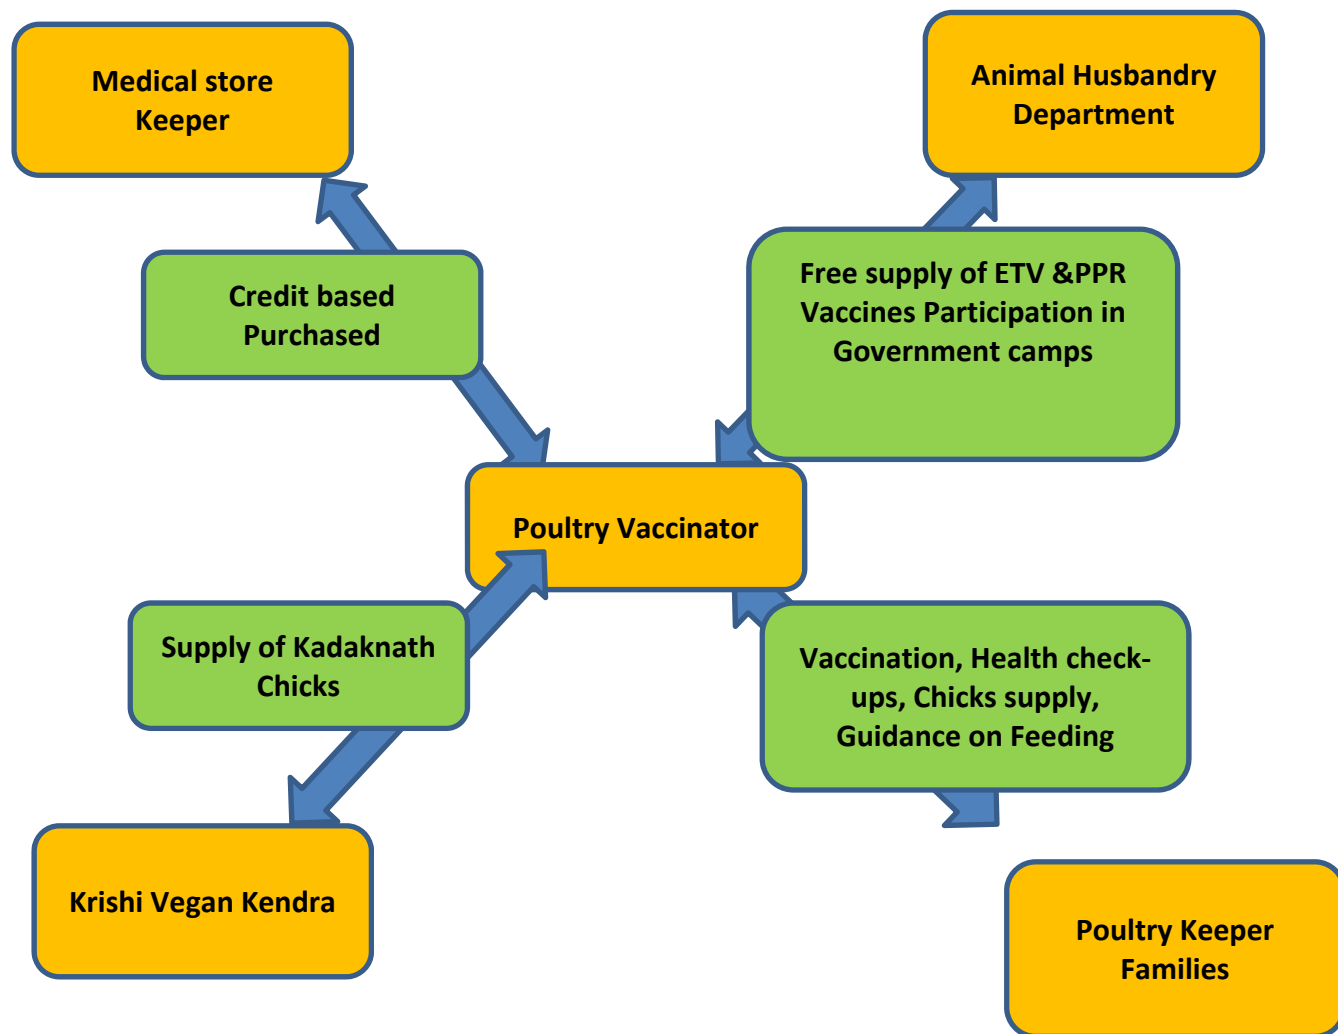 Medical store
Keeper
Animal Husbandry
Department
Credit based
Purchased
Free supply of ETV &PPR
Vaccines Participation in
Government camps
Poultry Vaccinator
Supply of Kadaknath
Chicks
Vaccination, Health check-
ups, Chicks supply,
Guidance on Feeding
Krishi Vegan Kendra
Poultry Keeper
Families